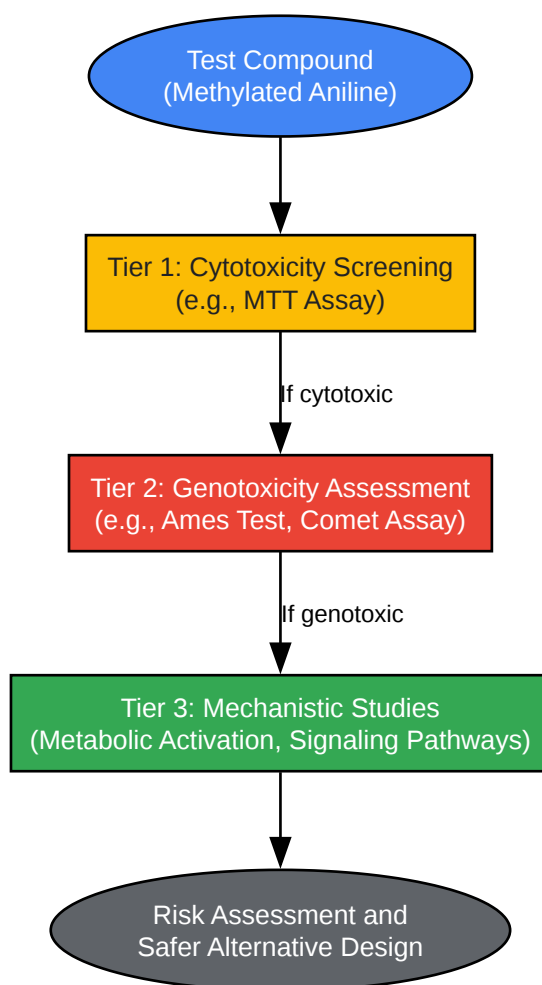 Test Compound
(Methylated Aniline)
Tier 1: Cytotoxicity Screening
(e.g., MTT Assay)
If cytotoxic
Tier 2: Genotoxicity Assessment
(e.g., Ames Test, Comet Assay)
If genotoxic
Tier 3: Mechanistic Studies
(Metabolic Activation, Signaling Pathways)
Risk Assessment and
Safer Alternative Design